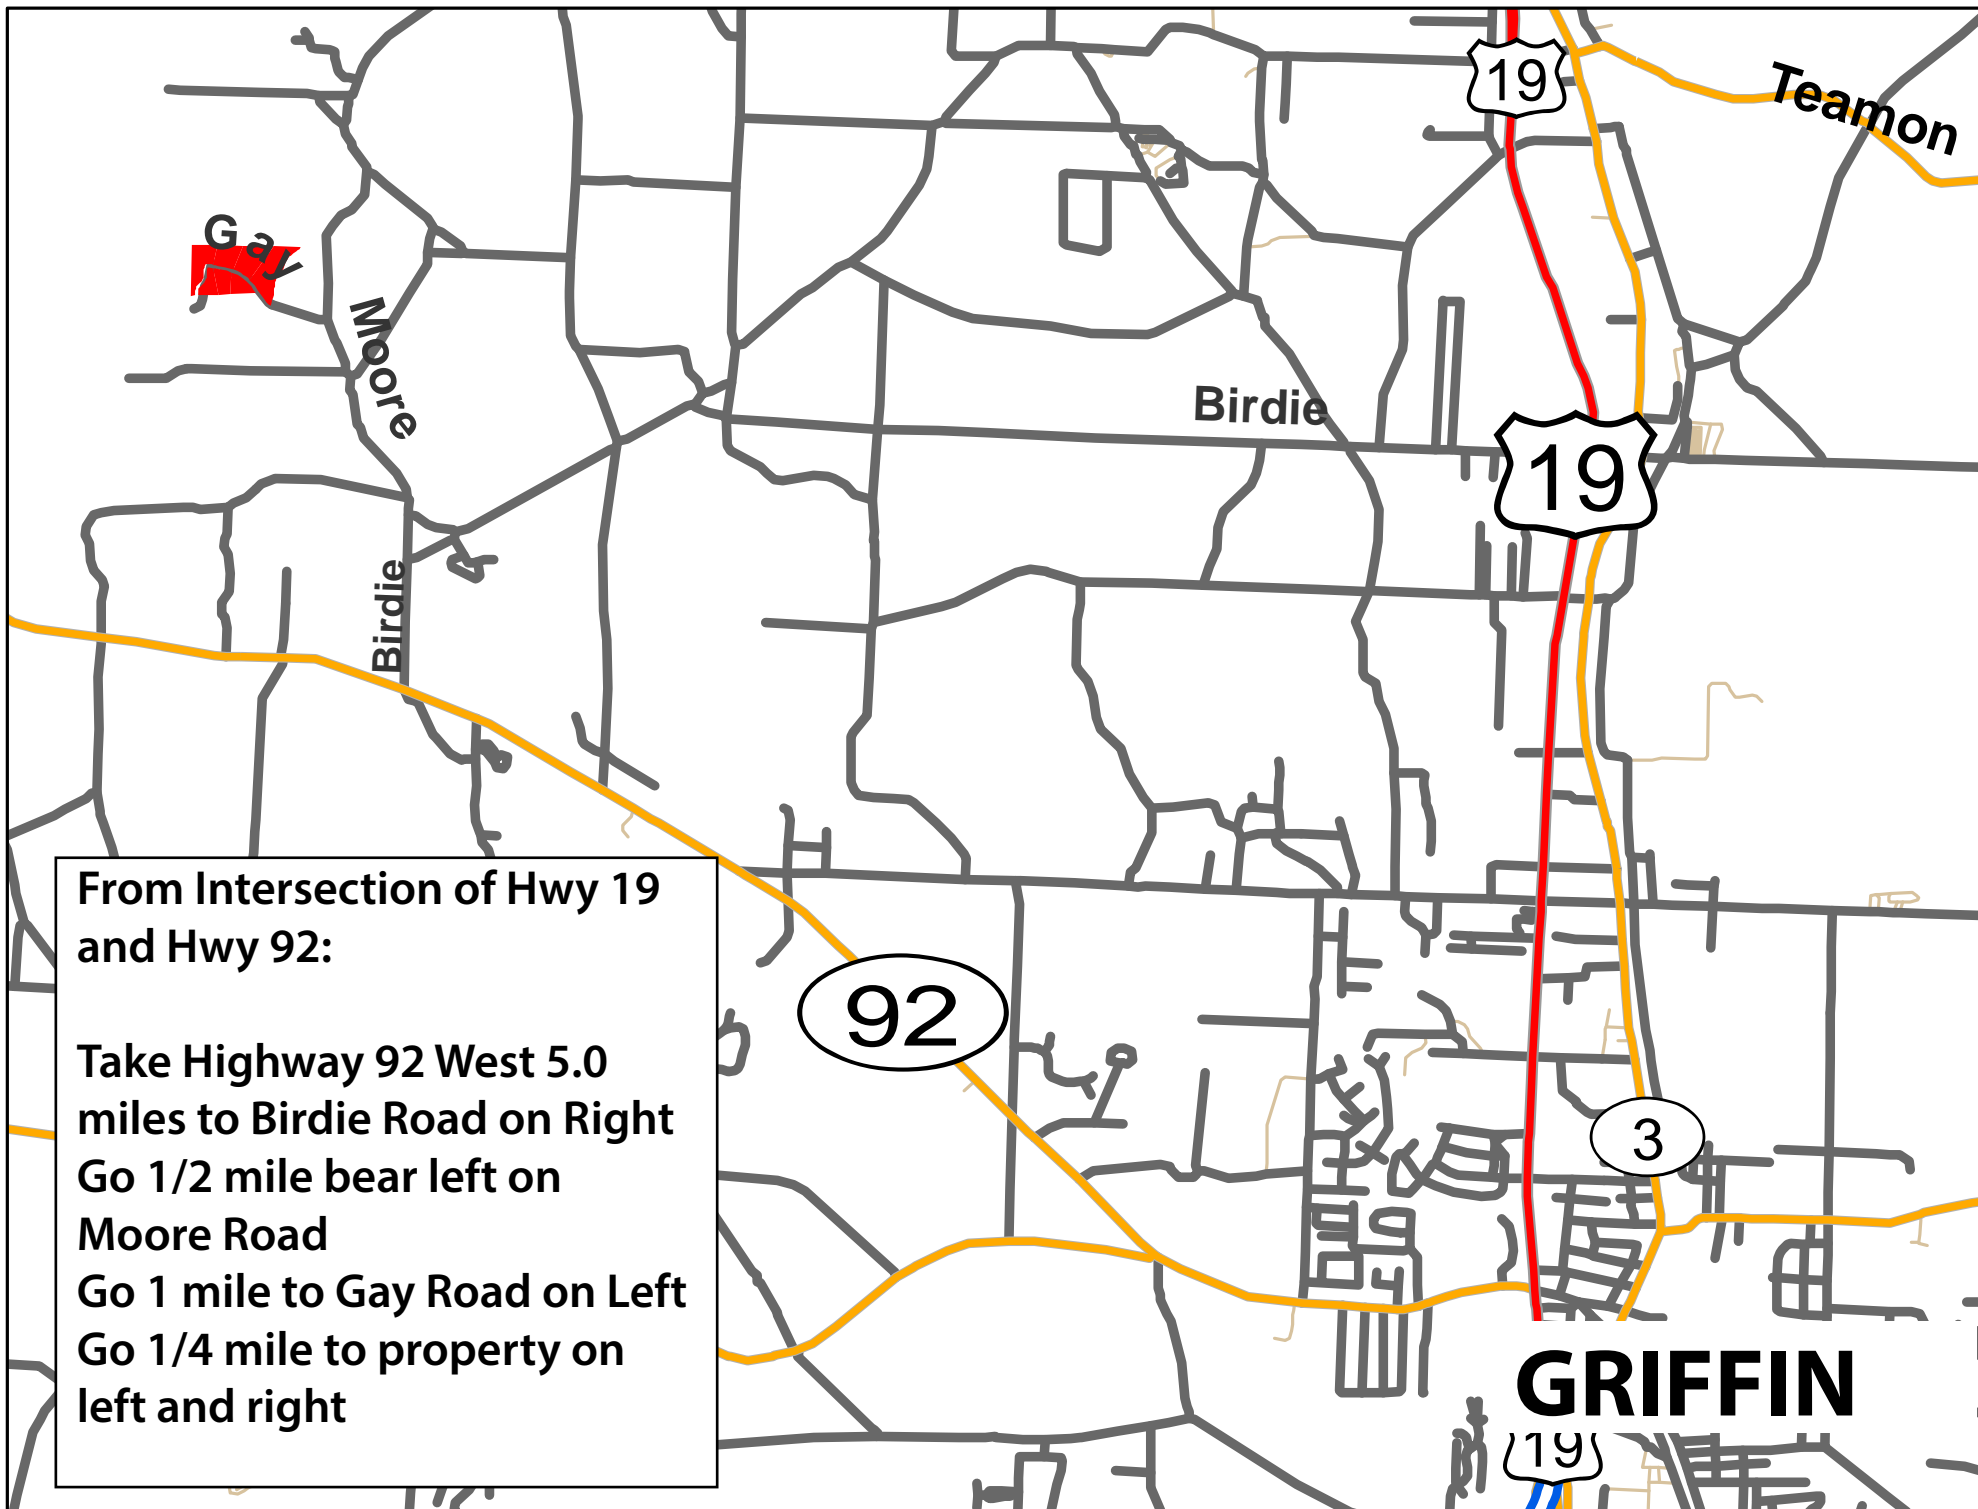 19
Teamon
Gay
Moore
Birdie
19
Birdie
From Intersection of Hwy 19
and Hwy 92:
Take Highway 92 West 5.0
miles to Birdie Road on Right
Go 1/2 mile bear left on
Moore Road
Go 1 mile to Gay Road on Left
Go 1/4 mile to property on
left and right
92
3
GRIFFIN
19